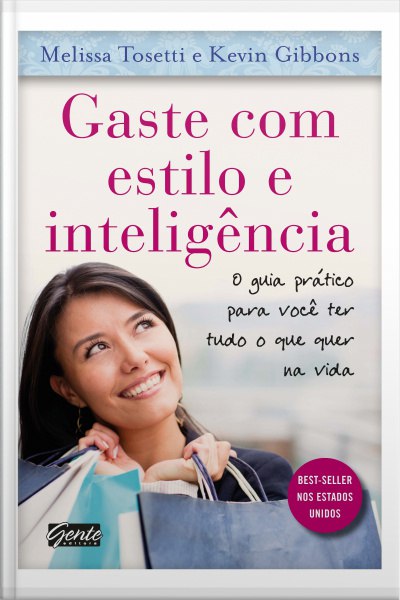 Melissa Tosetti e Kevin Gibbons
Gaste com
estilo e
inteligência
O guia prático
para você ter
tudo o que quer
na vida
BEST-SELLER
NOS ESTADOS
UNIDOS
Gente
editora